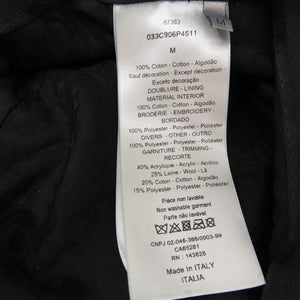 67383
033C906P4511
M
M
100% Coton - Cotton - Algodão
Sauf décoration - Except decoration -
Exceto decoração
DOUBLURE - LINING
MATERIAL INTERIOR
100% Coton - Cotton - Algodão
BRODERIE - EMBROIDERY -
BORDADO
100% Polyester - Polyester - Poliéster
DIVERS - OTHER - OUTRO
100% Polyester - Polyester - Poliéster
GARNITURE - TRIMMING -
RECORTE
40% Acrylique - Acrylic - Acrílico
25% Laine - Wool - Lã
20% Coton - Cotton - Algodão
15% Polyester - Polyester - Poliéster
Pièce non lavable
Non washable garment
Parte não lavável
CNPJ 02-046-366/0003-99
CA65281
RN : 143828
Made in ITALY
ITALIA